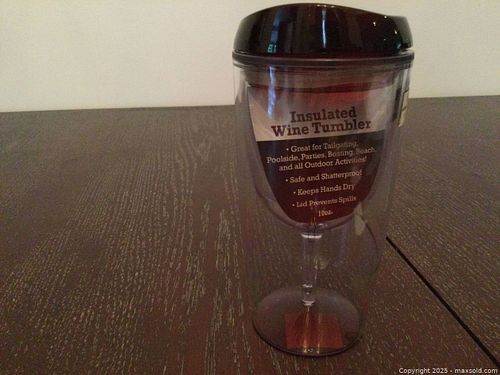 Insulated
Wine Tumbler
• Great for Tailgating,
Poolside, Parties, Boating, Beach,
and all Outdoor Activities!
• Safe and Shatterproof
• Keeps Hands Dry
• Lid Prevents Spills
10oz.
Copyright 2025 - maxsold.com